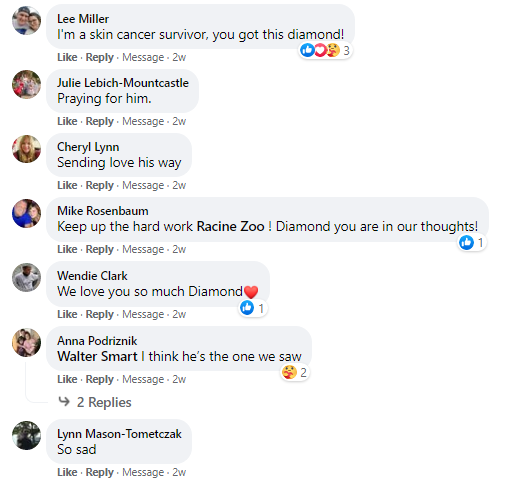 Lee Miller
I'm a skin cancer survivor, you got this diamond!
3
Like · Reply · Message · 2w
Julie Lebich-Mountcastle
Praying for him.
Like · Reply · Message · 2w
Cheryl Lynn
Sending love his way
Like · Reply · Message · 2w
Mike Rosenbaum
Keep up the hard work Racine Zoo ! Diamond you are in our thoughts!
1
Like · Reply · Message · 2w
Wendie Clark
We love you so much Diamond❤️
1
Like · Reply · Message · 2w
Anna Podriznik
Walter Smart I think he's the one we saw
2
Like · Reply · Message · 2w
2 Replies
Lynn Mason-Tometczak
So sad
Like · Reply · Message · 2w